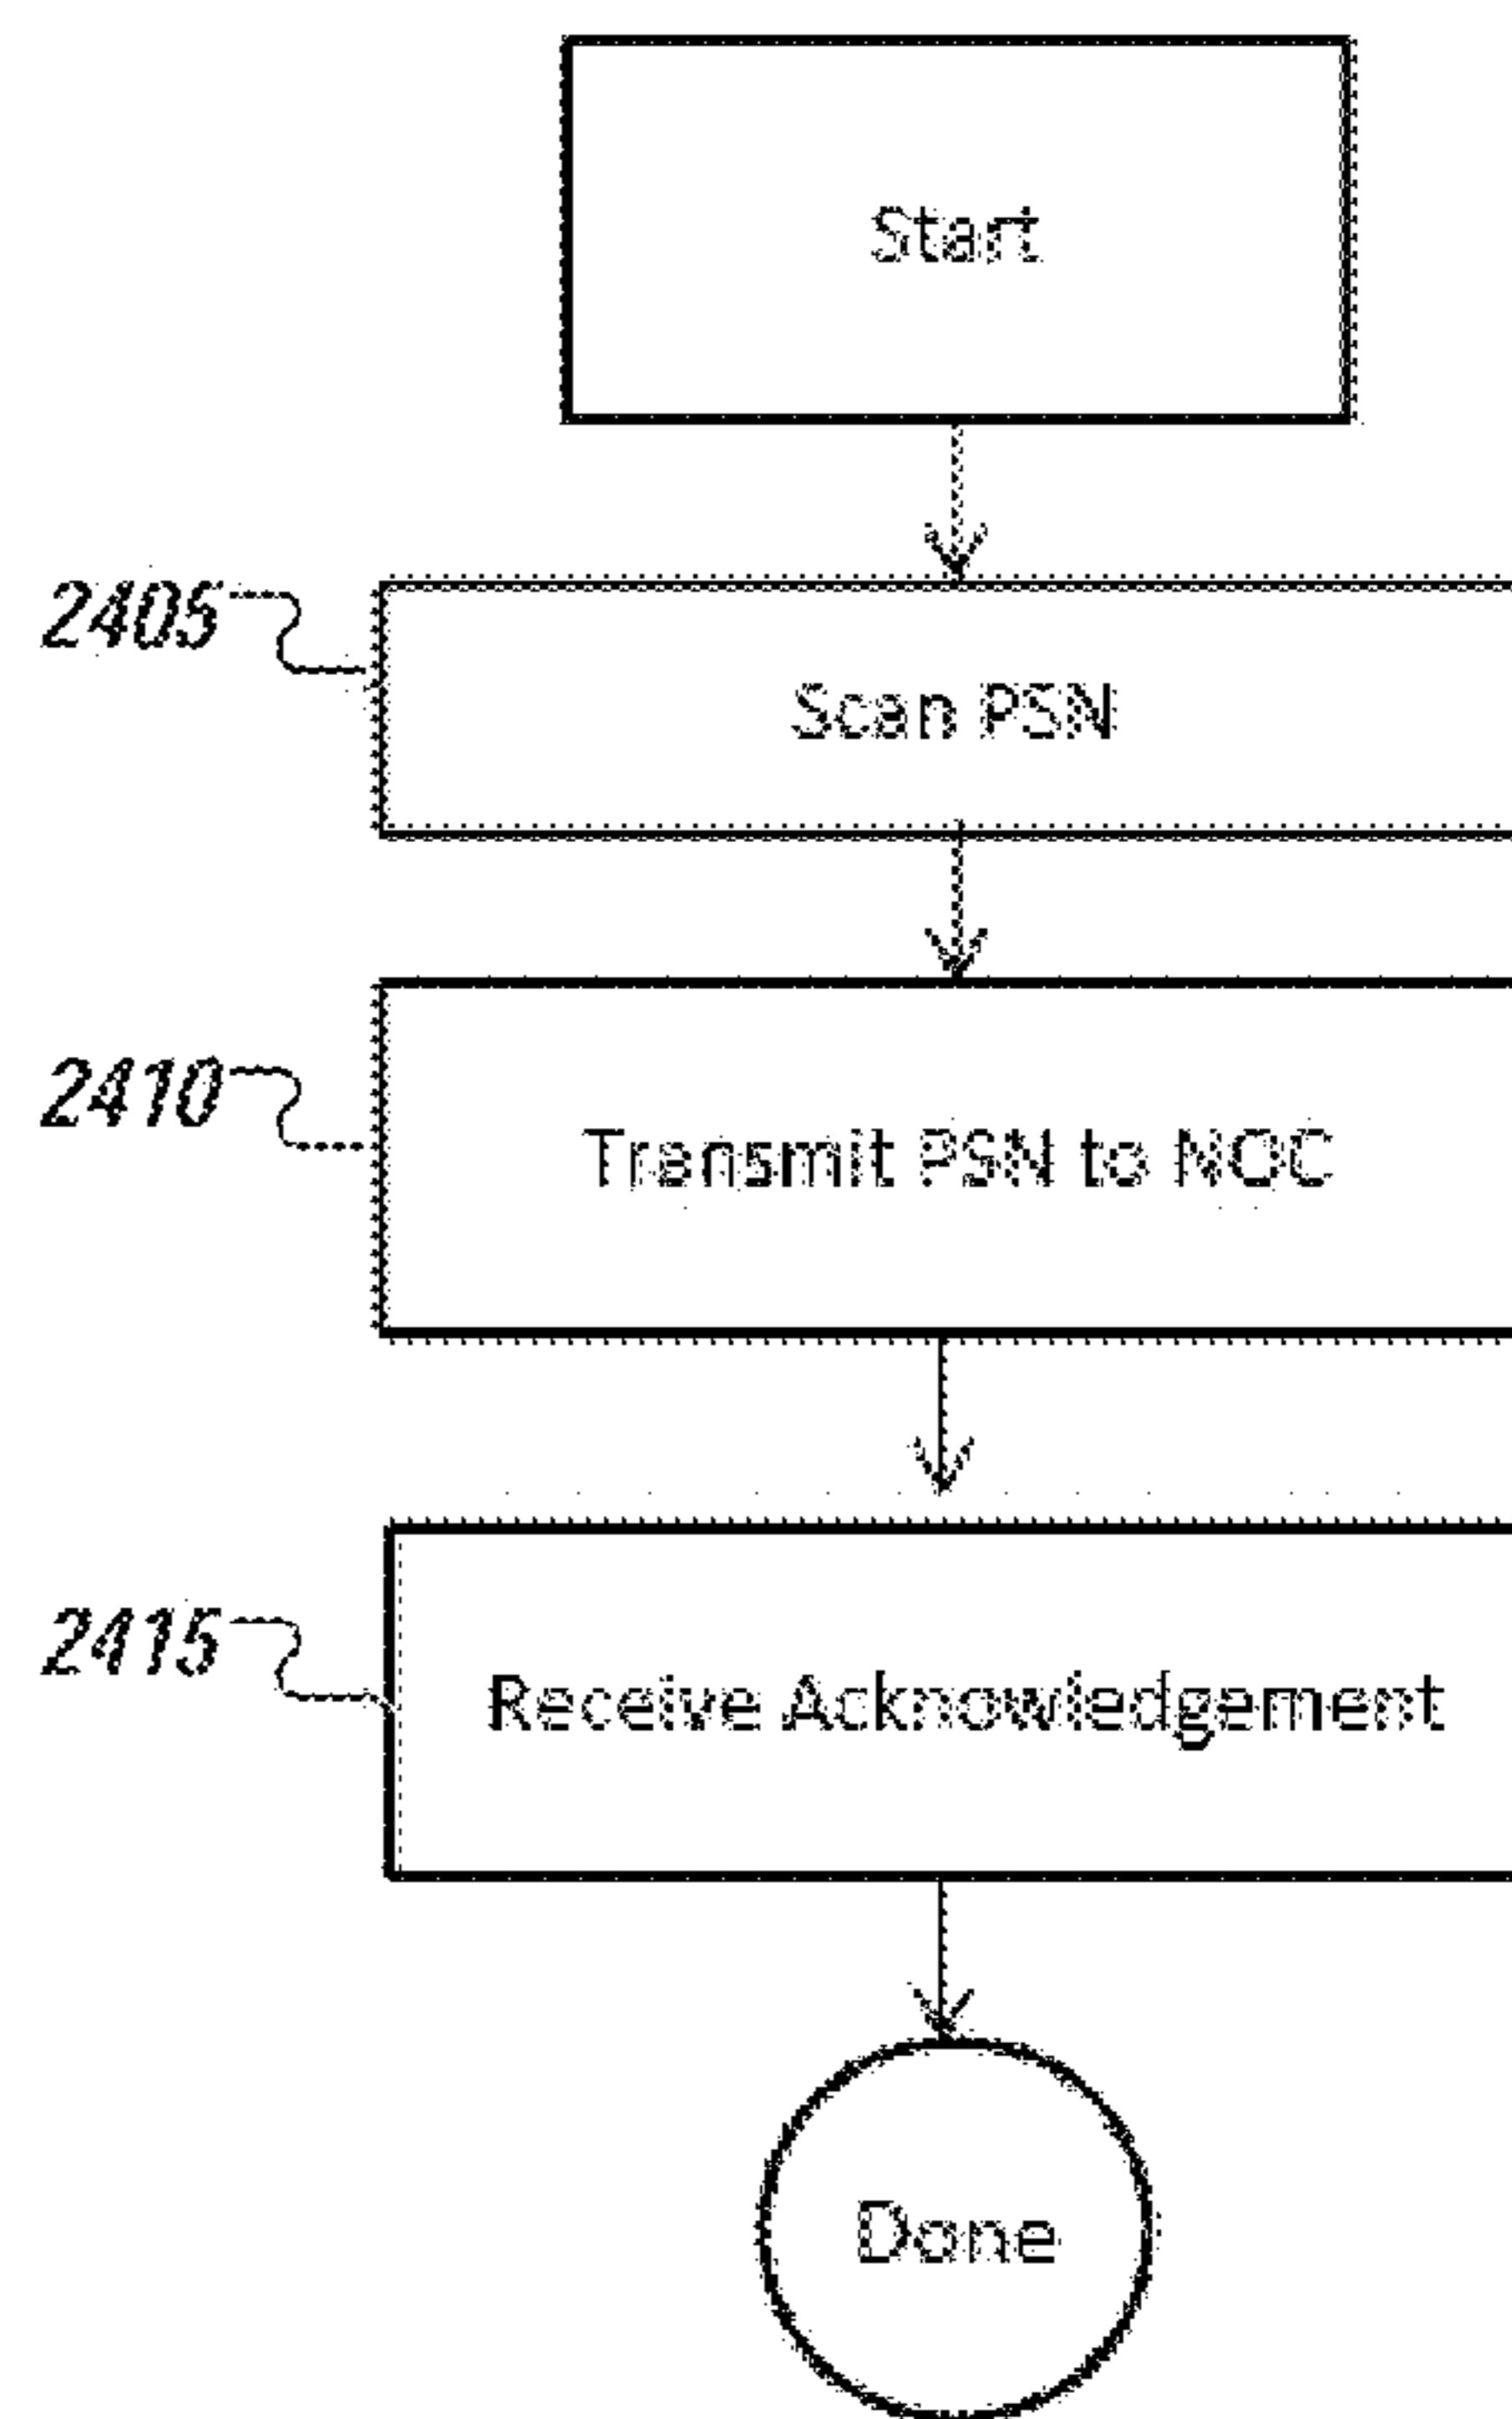 Start
2405
Scan PSN
2410
Transmit PSN to NOC
2415
Receive Acknowledgement
Done